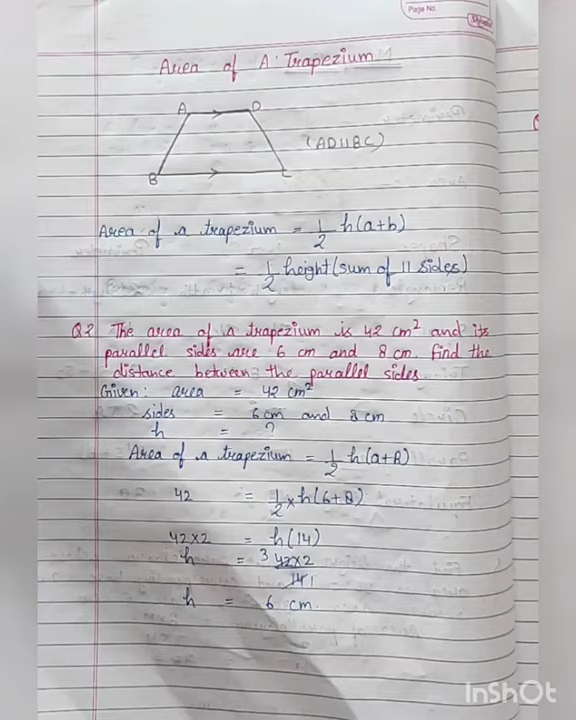 Page No.
Area of A Trapezium
A D
(AD||BC)
B C
Area of a trapezium = 1/2 h(a+b)
= 1/2 height (sum of 11 sides)
Q2 The area of a trapezium is 42 cm² and its
parallel sides are 6 cm and 8 cm. Find the
distance between the parallel sides.
Given: area = 42 cm²
sides = 6 cm and 8 cm
h = ?
Area of a trapezium = 1/2 h(a+B)
42 = 1/2 × h(6+8)
42×2 = h(14)
h = 3 42×2
14 1
h = 6 cm.
InShOt